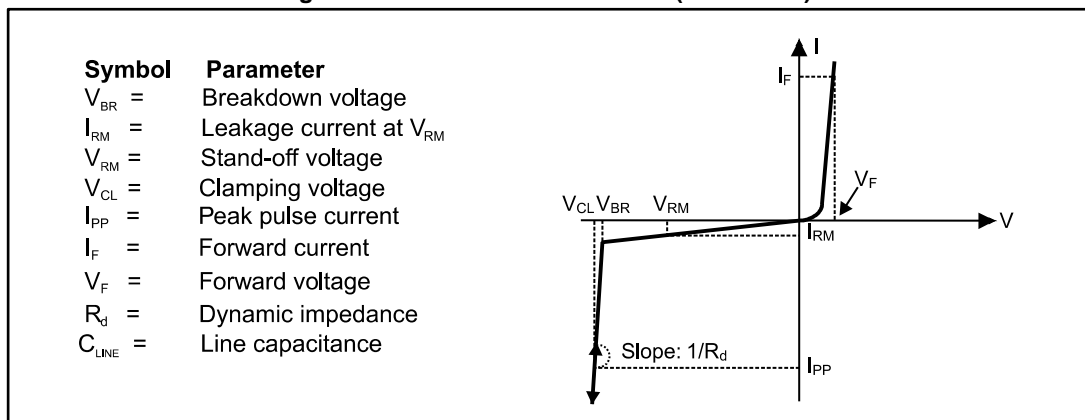 Symbol Parameter
V_BR = Breakdown voltage
I_RM = Leakage current at V_RM
V_RM = Stand-off voltage
V_CL = Clamping voltage
I_PP = Peak pulse current
I_F = Forward current
V_F = Forward voltage
R_d = Dynamic impedance
C_LINE = Line capacitance
I
I_F
V_F
V_CL V_BR V_RM
V
I_RM
Slope: 1/R_d
I_PP